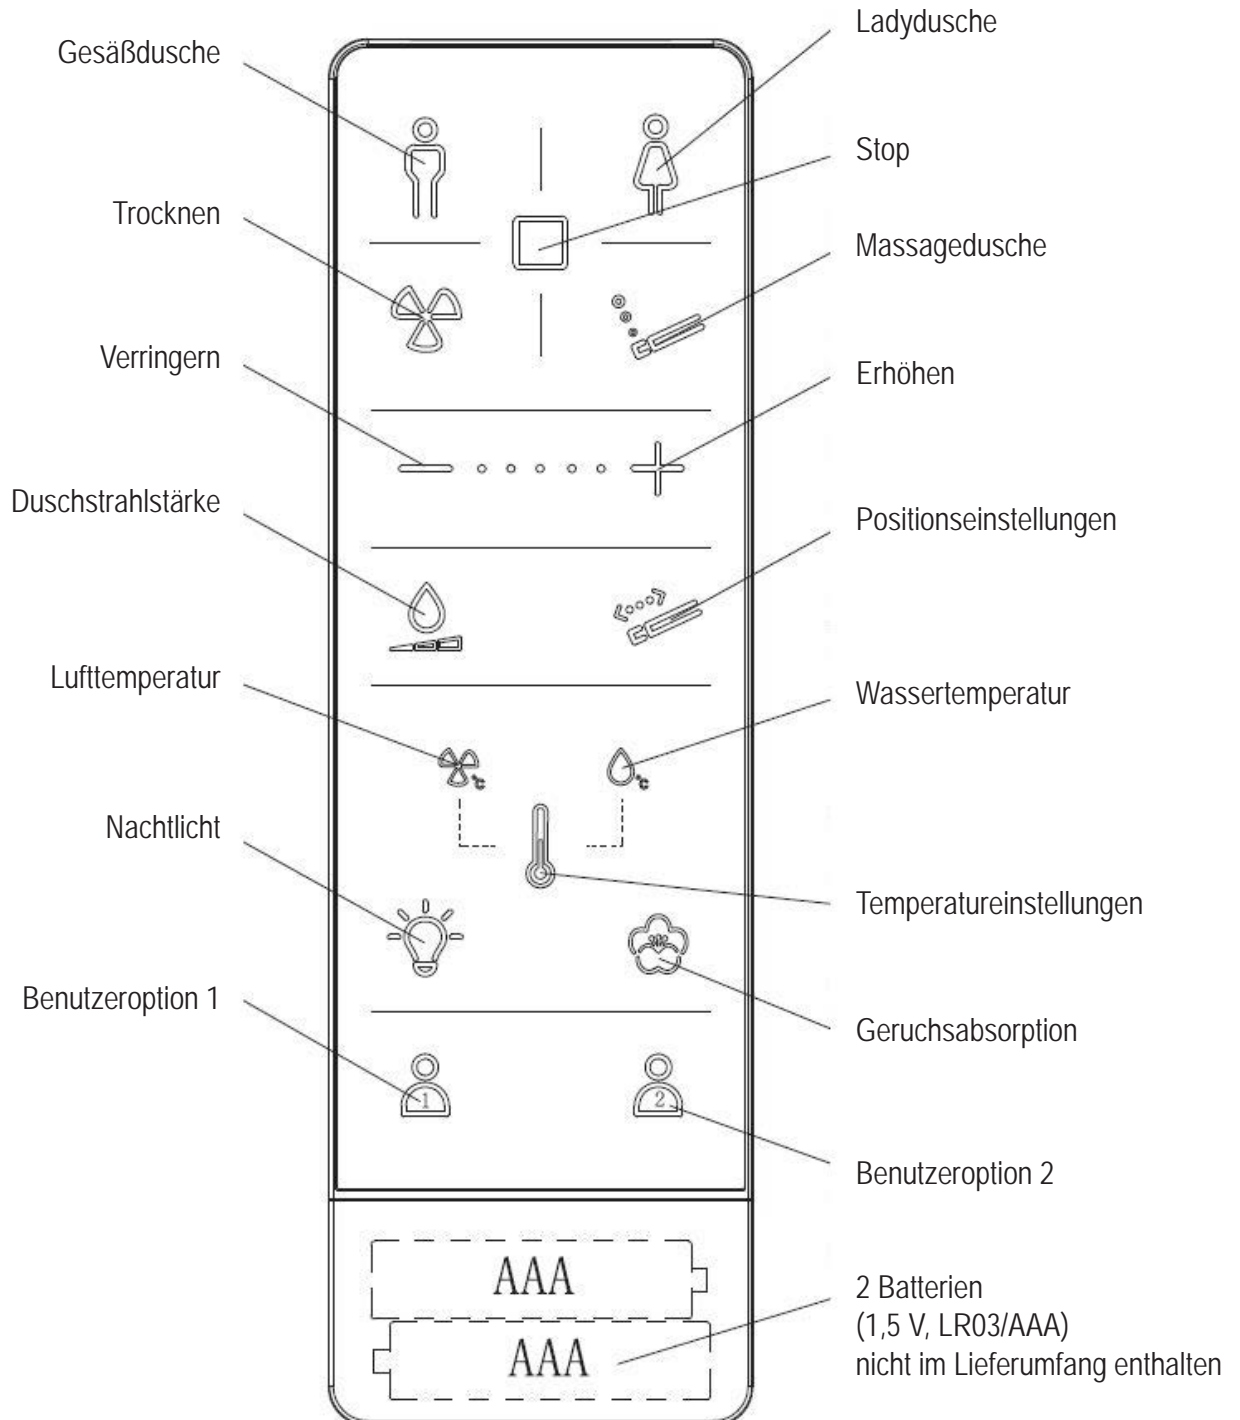 Ladydusche
Gesäßdusche
Stop
Trocknen
Massagedusche
Verringern
Erhöhen
Duschstrahlstärke
Positionseinstellungen
Lufttemperatur
Wassertemperatur
°C
°C
Nachtlicht
Temperatureinstellungen
Benutzeroption 1
Geruchsabsorption
1
2
Benutzeroption 2
AAA
AAA
2 Batterien
(1,5 V, LR03/AAA)
nicht im Lieferumfang enthalten